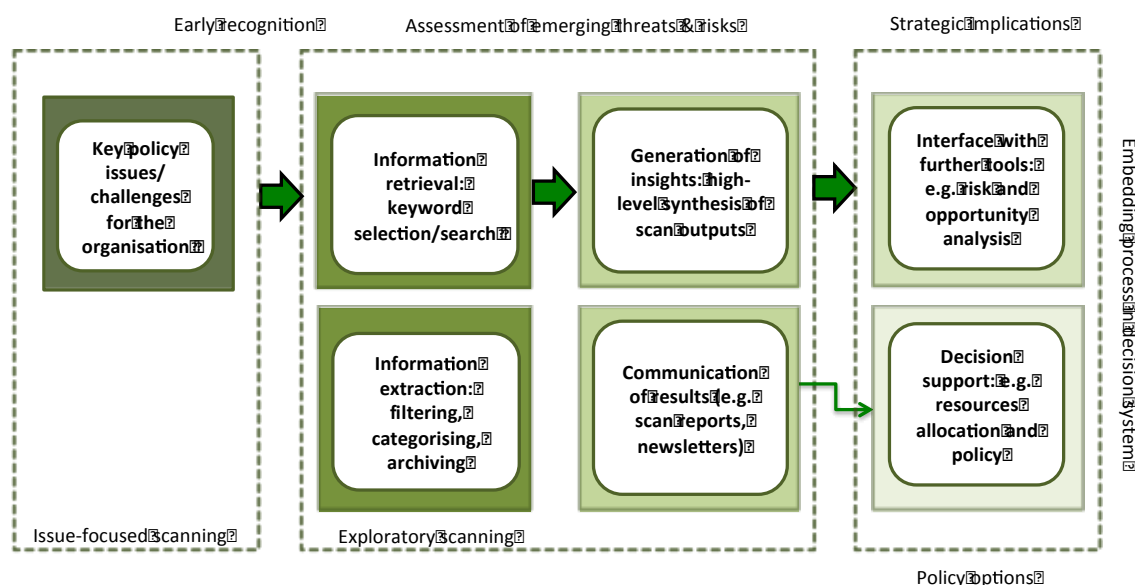 Early recognition
Assessment of emerging threats & risks
Strategic implications
Key policy
issues/
challenges
for the
organisation
Information
retrieval:
keyword
selection/search
Generation of
insights: high-
level synthesis of
scan outputs
Interface with
further tools:
e.g. risk and
opportunity
analysis
Information
extraction:
filtering,
categorising,
archiving
Communication
of results (e.g.
scan reports,
newsletters)
Decision
support: e.g.
resources
allocation and
policy
Embedding process in decision system
Issue-focused scanning
Exploratory scanning
Policy options